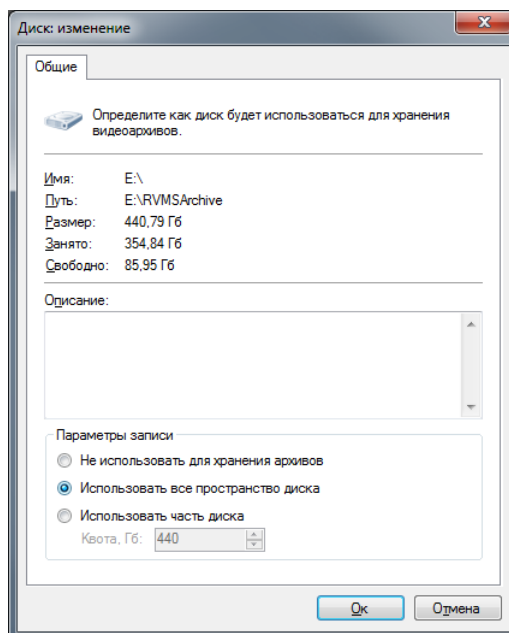 Диск: изменение
Общие
Определите как диск будет использоваться для хранения
видеоархивов.
Имя: E:\
Путь: E:\RVMSArchive
Размер: 440,79 Гб
Занято: 354,84 Гб
Свободно: 85,95 Гб
Описание:
Параметры записи
Не использовать для хранения архивов
Использовать все пространство диска
Использовать часть диска
Квота, Гб: 440
Ок Отмена